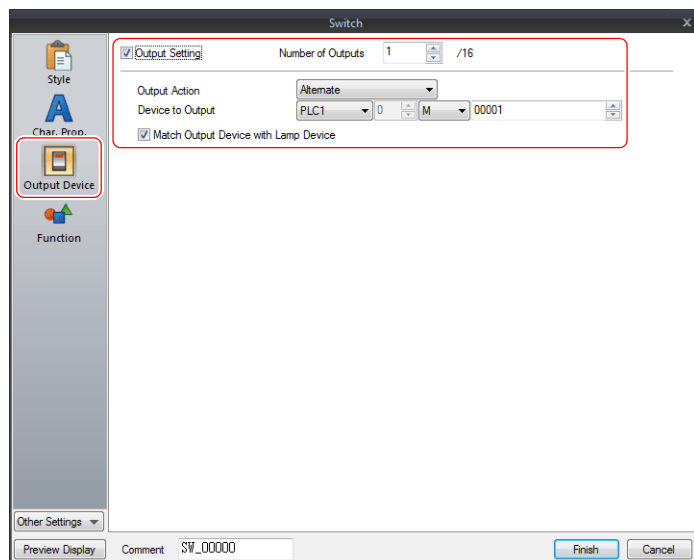 Switch
x
Style
Char. Prop.
Output Device
Function
Output Setting Number of Outputs 1 /16
Output Action Alternate
Device to Output PLC1 0 M 00001
Match Output Device with Lamp Device
Other Settings
Preview Display Comment SW_00000 Finish Cancel